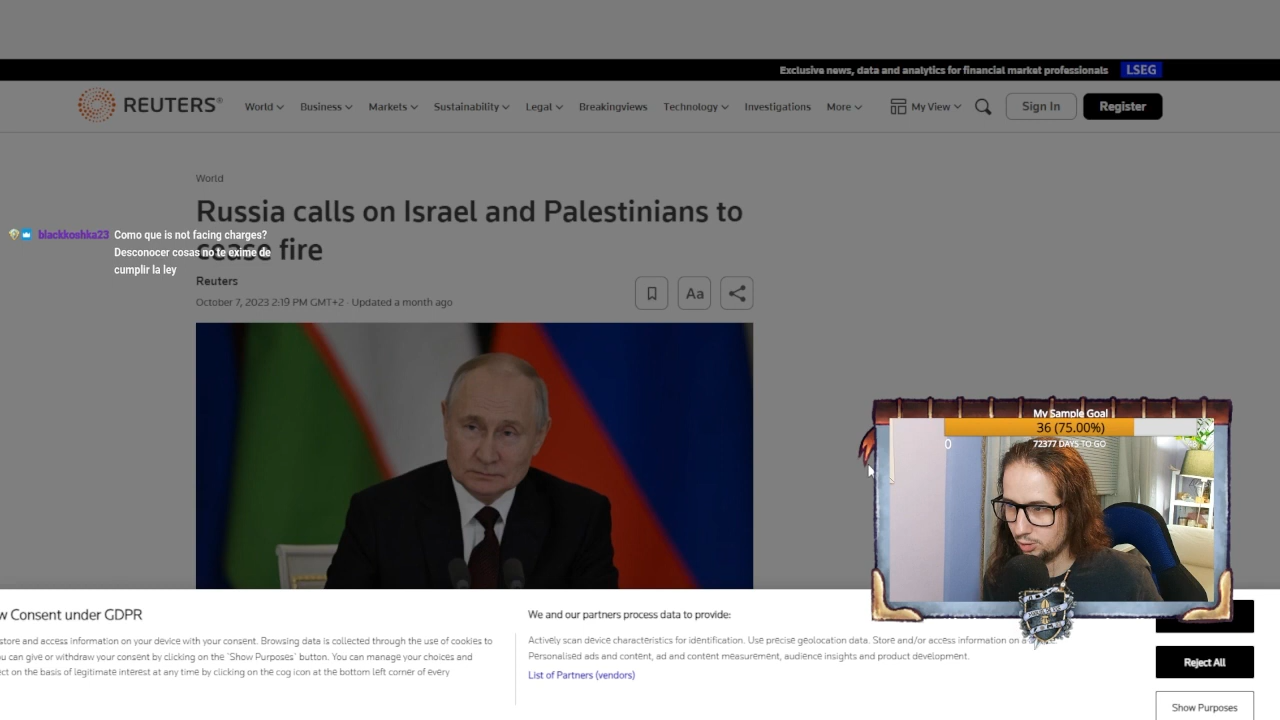 Exclusive news, data and analytics for financial market professionals LSEG
REUTERS® World Business Markets Sustainability Legal Breakingviews Technology Investigations More My View Sign In Register
World
Russia calls on Israel and Palestinians to
cease fire
blackkoshka23 Como que is not facing charges?
Desconocer cosas no te exime de
cumplir la ley
Reuters
October 7, 2023 2:19 PM GMT+2 · Updated a month ago
Aa
My Sample Goal
36 (75.00%)
0 72377 DAYS TO GO
w Consent under GDPR
store and access information on your device with your consent. Browsing data is collected through the use of cookies to
ou can give or withdraw your consent by clicking on the "Show Purposes" button. You can manage your choices and
ect on the basis of legitimate interest at any time by clicking on the cog icon at the bottom left corner of every
We and our partners process data to provide:
Actively scan device characteristics for identification. Use precise geolocation data. Store and/or access information on a
Personalised ads and content, ad and content measurement, audience insights and product development.
List of Partners (vendors)
Reject All
Show Purposes